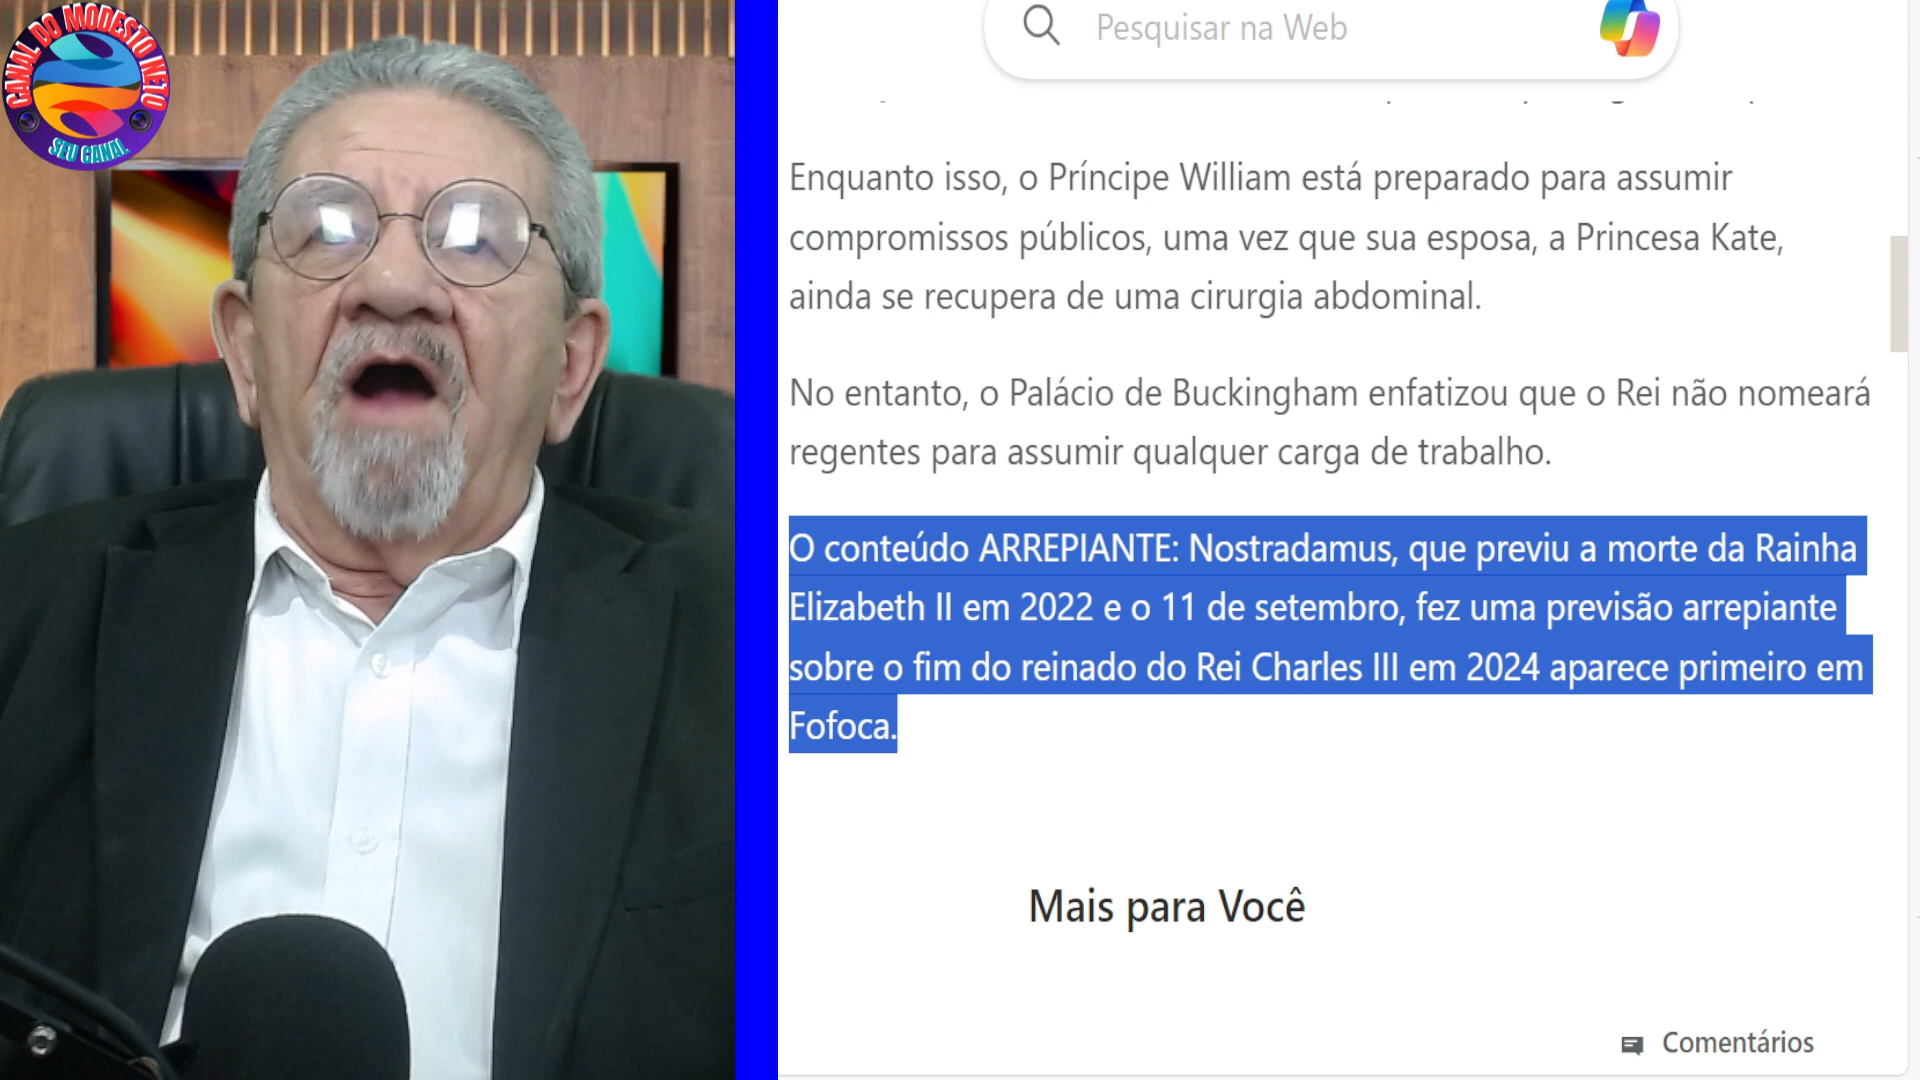 CANAL DO MODESTO NETO
SEU CANAL
Pesquisar na Web
Enquanto isso, o Príncipe William está preparado para assumir
compromissos públicos, uma vez que sua esposa, a Princesa Kate,
ainda se recupera de uma cirurgia abdominal.
No entanto, o Palácio de Buckingham enfatizou que o Rei não nomeará
regentes para assumir qualquer carga de trabalho.
O conteúdo ARREPIANTE: Nostradamus, que previu a morte da Rainha
Elizabeth II em 2022 e o 11 de setembro, fez uma previsão arrepiante
sobre o fim do reinado do Rei Charles III em 2024 aparece primeiro em
Fofoca.
Mais para Você
Comentários